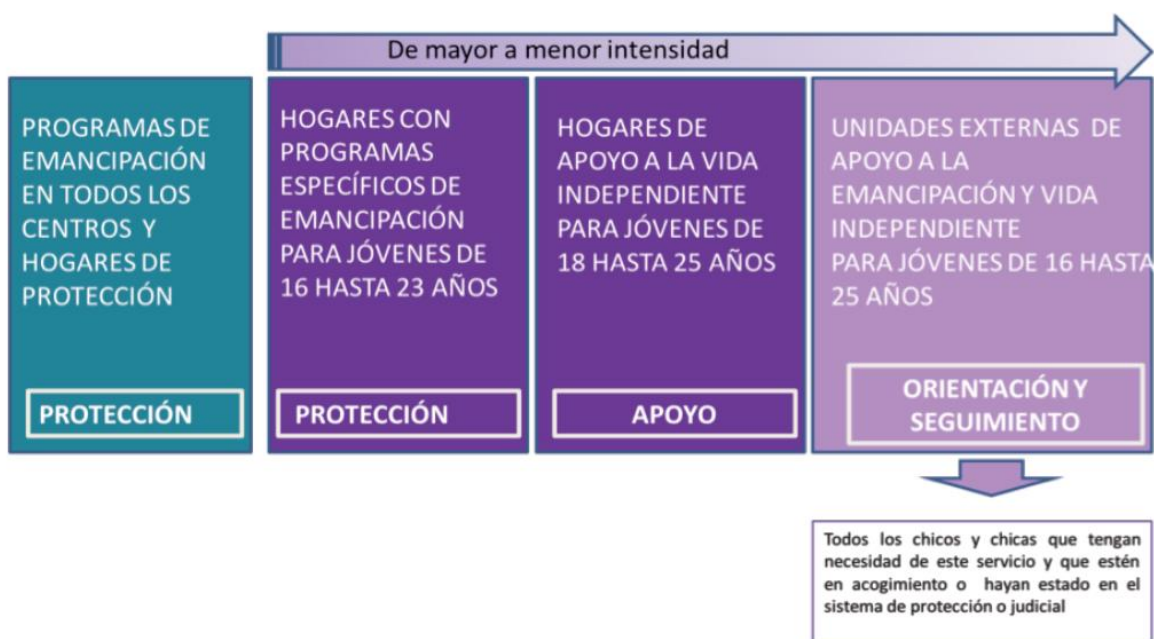 De mayor a menor intensidad
PROGRAMAS DE
EMANCIPACIÓN
EN TODOS LOS
CENTROS Y
HOGARES DE
PROTECCIÓN
PROTECCIÓN
HOGARES CON
PROGRAMAS
ESPECÍFICOS DE
EMANCIPACIÓN
PARA JÓVENES DE
16 HASTA 23 AÑOS
PROTECCIÓN
HOGARES DE
APOYO A LA VIDA
INDEPENDIENTE
PARA JÓVENES DE
18 HASTA 25 AÑOS
APOYO
UNIDADES EXTERNAS DE
APOYO A LA
EMANCIPACIÓN Y VIDA
INDEPENDIENTE
PARA JÓVENES DE 16 HASTA
25 AÑOS
ORIENTACIÓN Y
SEGUIMIENTO
Todos los chicos y chicas que tengan
necesidad de este servicio y que estén
en acogimiento o hayan estado en el
sistema de protección o judicial